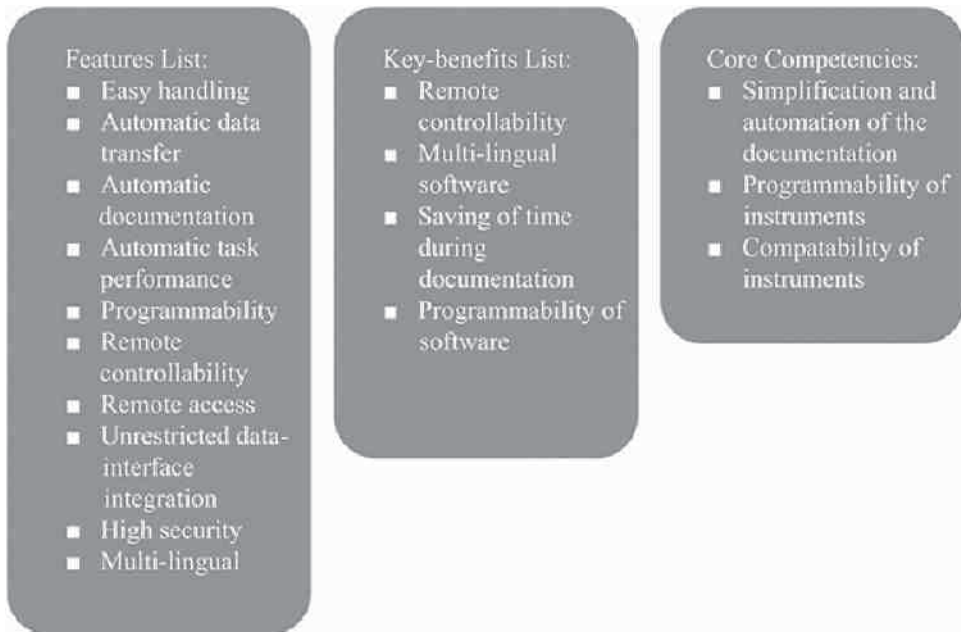 Features List:
■ Easy handling
■ Automatic data
transfer
■ Automatic
documentation
■ Automatic task
performance
■ Programmability
■ Remote
controllability
■ Remote access
■ Unrestricted data-
interface
integration
■ High security
■ Multi-lingual
Key-benefits List:
■ Remote
controllability
■ Multi-lingual
software
■ Saving of time
during
documentation
■ Programmability of
software
Core Competencies:
■ Simplification and
automation of the
documentation
■ Programmability of
instruments
■ Compatability of
instruments